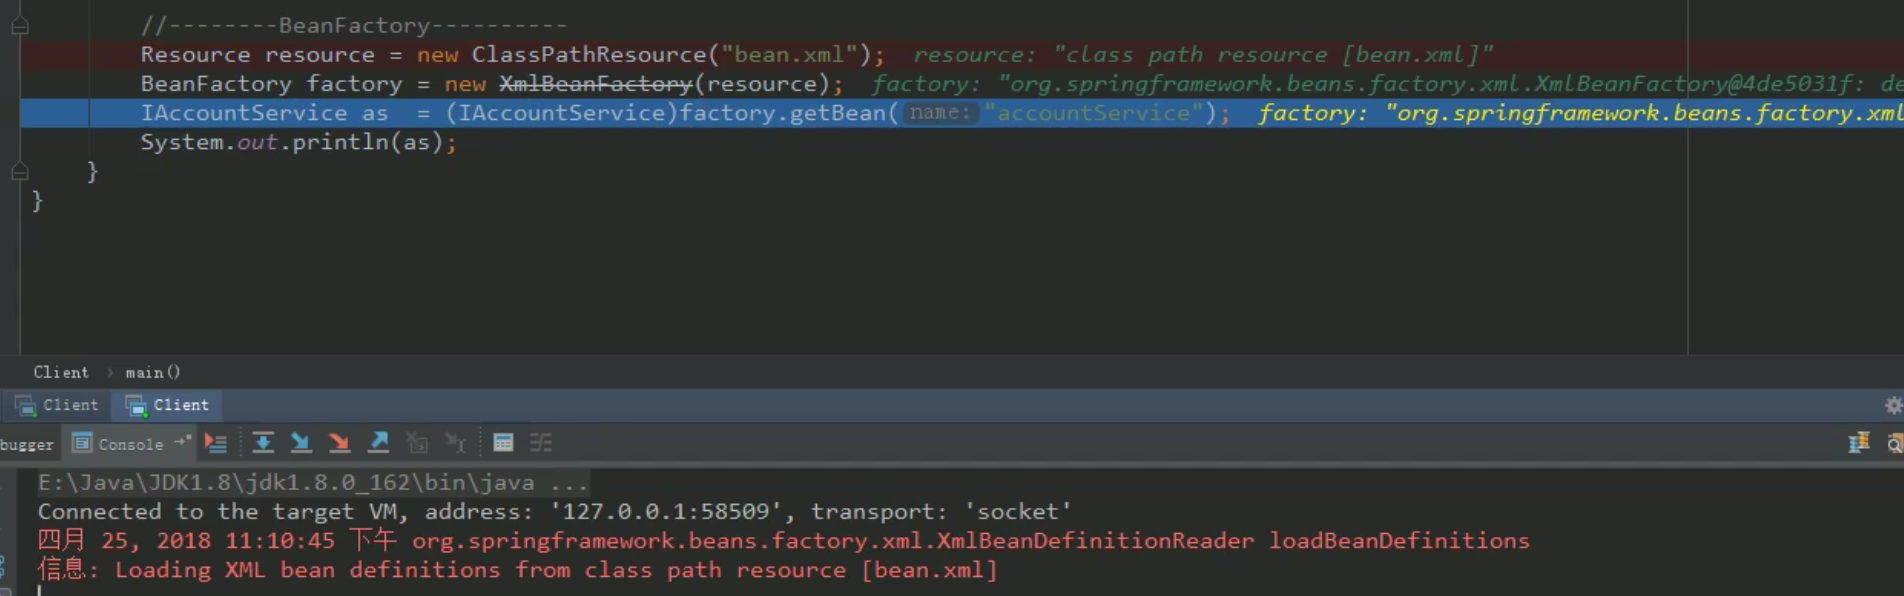 //--------BeanFactory----------
Resource resource = new ClassPathResource("bean.xml"); resource: "class path resource [bean.xml]"
BeanFactory factory = new XmlBeanFactory(resource); factory: "org.springframework.beans.factory.xml.XmlBeanFactory@4de5031f: de
IAccountService as = (IAccountService)factory.getBean( name: "accountService"); factory: "org.springframework.beans.factory.xml
System.out.println(as);
}
}
Client > main()
Client Client
bugger Console
E:\Java\JDK1.8\jdk1.8.0_162\bin\java ...
Connected to the target VM, address: '127.0.0.1:58509', transport: 'socket'
四月 25, 2018 11:10:45 下午 org.springframework.beans.factory.xml.XmlBeanDefinitionReader loadBeanDefinitions
信息: Loading XML bean definitions from class path resource [bean.xml]